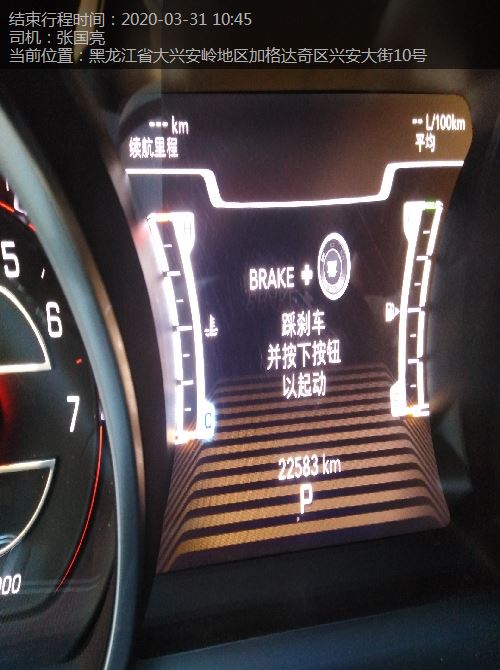 结束行程时间：2020-03-31 10:45
司机：张国亮
当前位置：黑龙江省大兴安岭地区加格达奇区兴安大街10号
--- km
续航里程
-- L/100km
平均
H
5
6
7
BRAKE +
踩刹车
并按下按钮
以起动
C
22583 km
P
000